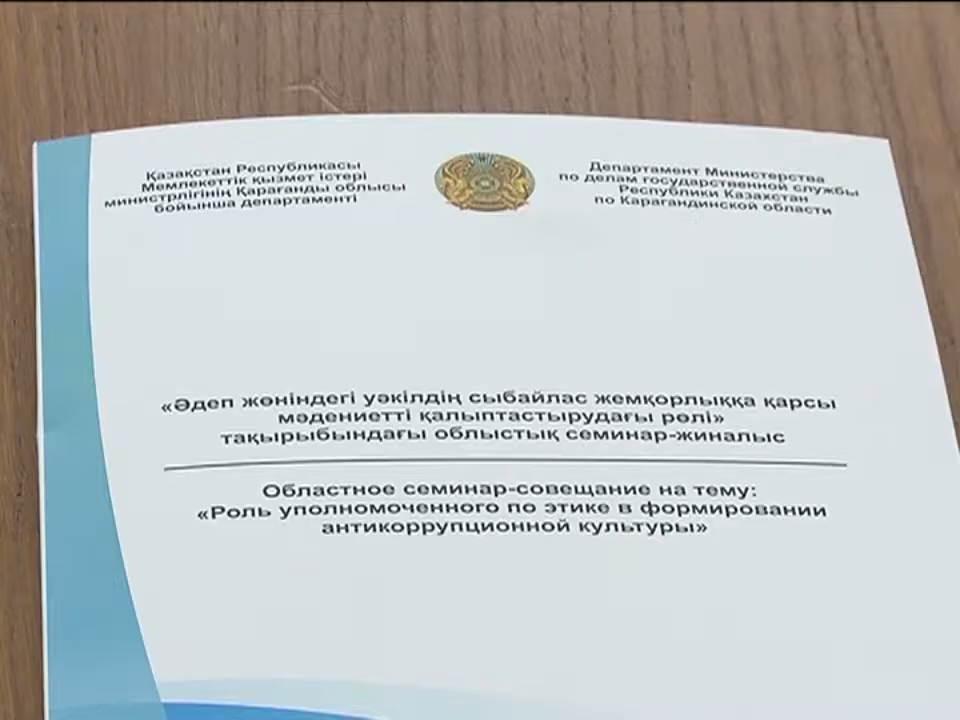 Қазақстан Республикасы
Мемлекеттік қызмет істері
министрлігінің Қарағанды облысы
бойынша департаменті
Департамент Министерства
по делам государственной службы
Республики Казахстан
по Карагандинской области
«Әдеп жөніндегі уәкілдің сыбайлас жемқорлыққа қарсы
мәдениетті қалыптастырудағы рөлі»
тақырыбындағы облыстық семинар-жиналыс
Областное семинар-совещание на тему:
«Роль уполномоченного по этике в формировании
антикоррупционной культуры»